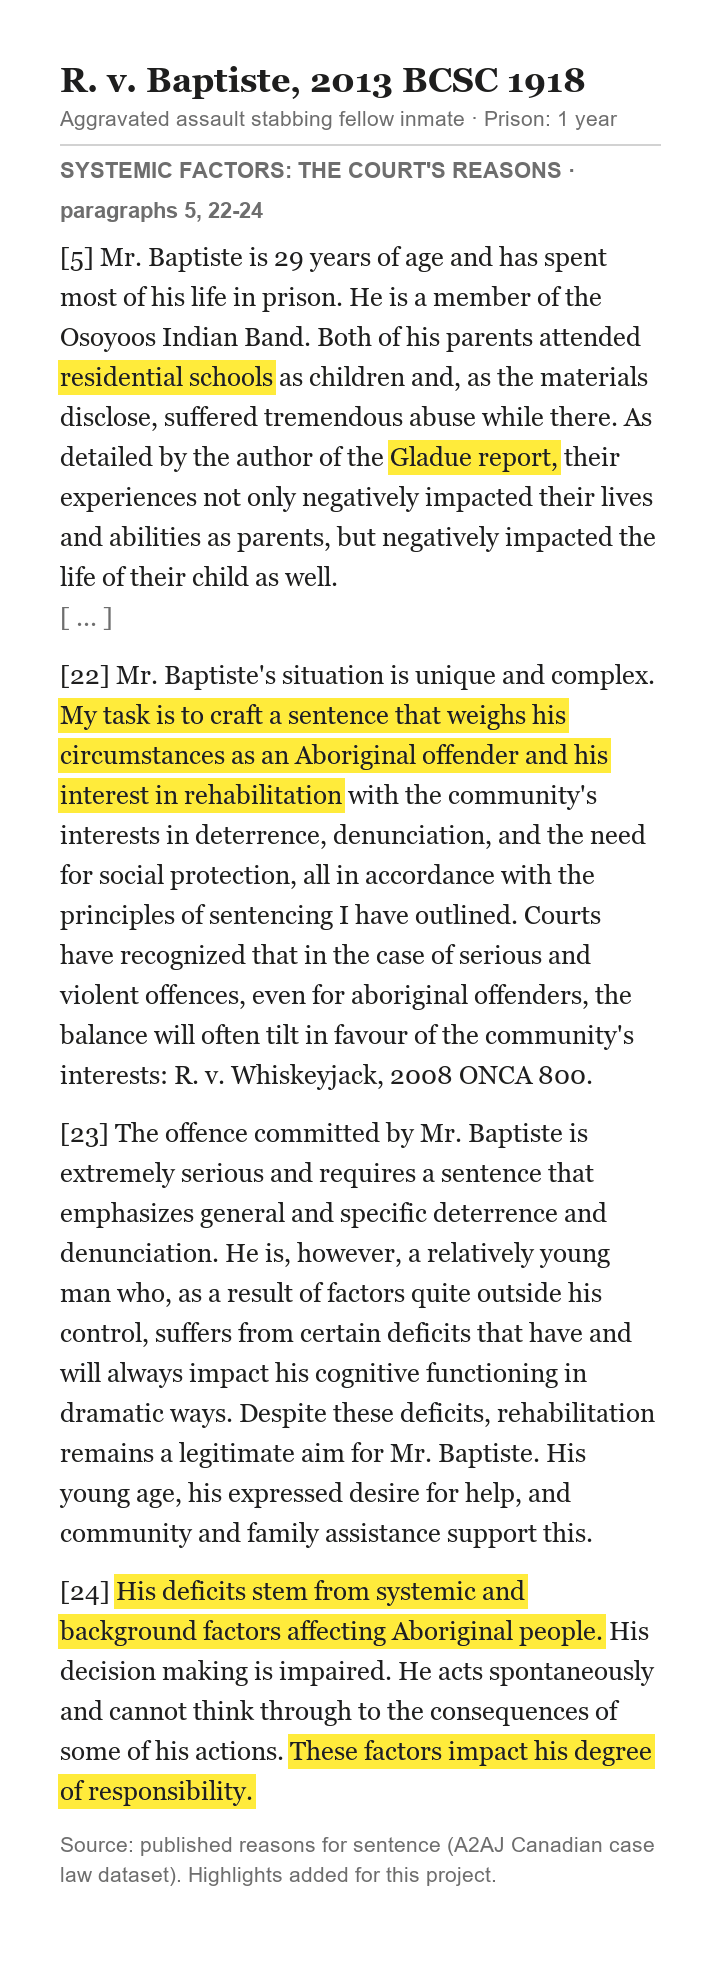 R. v. Baptiste, 2013 BCSC 1918
Aggravated assault stabbing fellow inmate · Prison: 1 year
SYSTEMIC FACTORS: THE COURT'S REASONS ·
paragraphs 5, 22-24
[5] Mr. Baptiste is 29 years of age and has spent
most of his life in prison. He is a member of the
Osoyoos Indian Band. Both of his parents attended
residential schools as children and, as the materials
disclose, suffered tremendous abuse while there. As
detailed by the author of the Gladue report, their
experiences not only negatively impacted their lives
and abilities as parents, but negatively impacted the
life of their child as well.
[ ... ]
[22] Mr. Baptiste's situation is unique and complex.
My task is to craft a sentence that weighs his
circumstances as an Aboriginal offender and his
interest in rehabilitation with the community's
interests in deterrence, denunciation, and the need
for social protection, all in accordance with the
principles of sentencing I have outlined. Courts
have recognized that in the case of serious and
violent offences, even for aboriginal offenders, the
balance will often tilt in favour of the community's
interests: R. v. Whiskeyjack, 2008 ONCA 800.
[23] The offence committed by Mr. Baptiste is
extremely serious and requires a sentence that
emphasizes general and specific deterrence and
denunciation. He is, however, a relatively young
man who, as a result of factors quite outside his
control, suffers from certain deficits that have and
will always impact his cognitive functioning in
dramatic ways. Despite these deficits, rehabilitation
remains a legitimate aim for Mr. Baptiste. His
young age, his expressed desire for help, and
community and family assistance support this.
[24] His deficits stem from systemic and
background factors affecting Aboriginal people. His
decision making is impaired. He acts spontaneously
and cannot think through to the consequences of
some of his actions. These factors impact his degree
of responsibility.
Source: published reasons for sentence (A2AJ Canadian case
law dataset). Highlights added for this project.